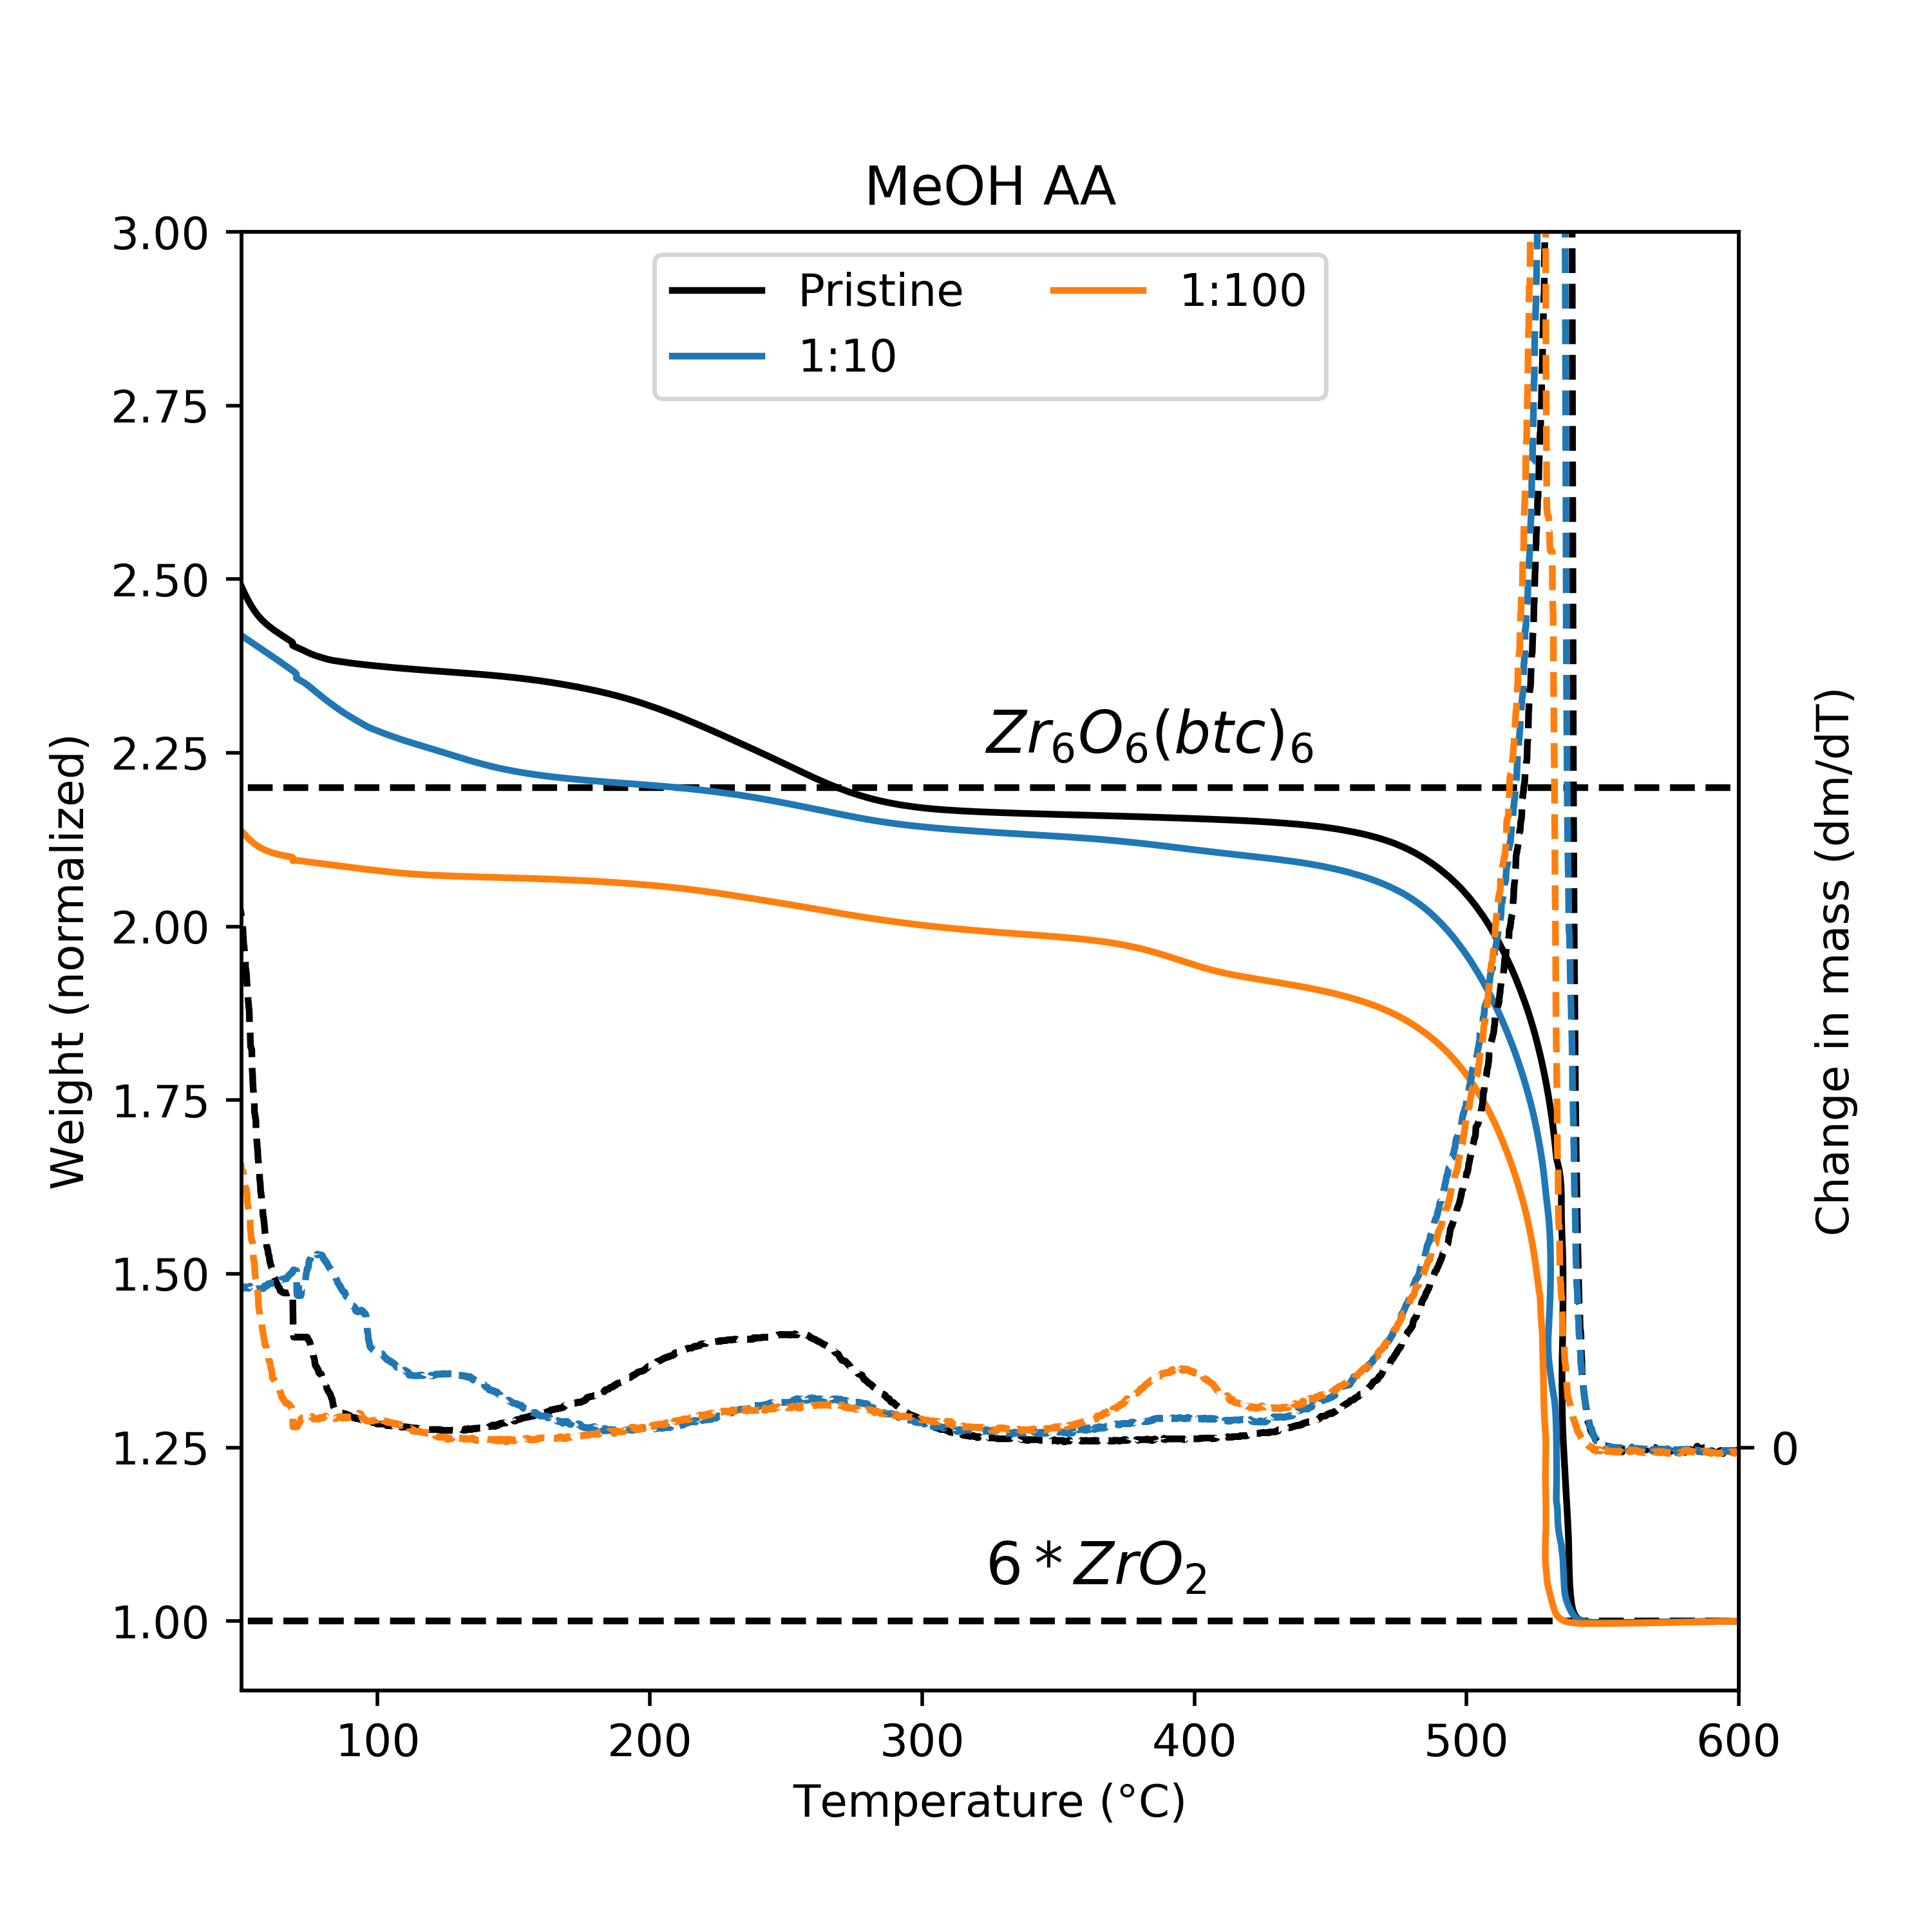 MeOH AA
Pristine
1:10
1:100
3.00
2.75
2.50
2.25
2.00
1.75
1.50
1.25
1.00
Weight (normalized)
Zr₆O₆(btc)₆
6 * ZrO₂
0
Change in mass (dm/dT)
100 200 300 400 500 600
Temperature (°C)